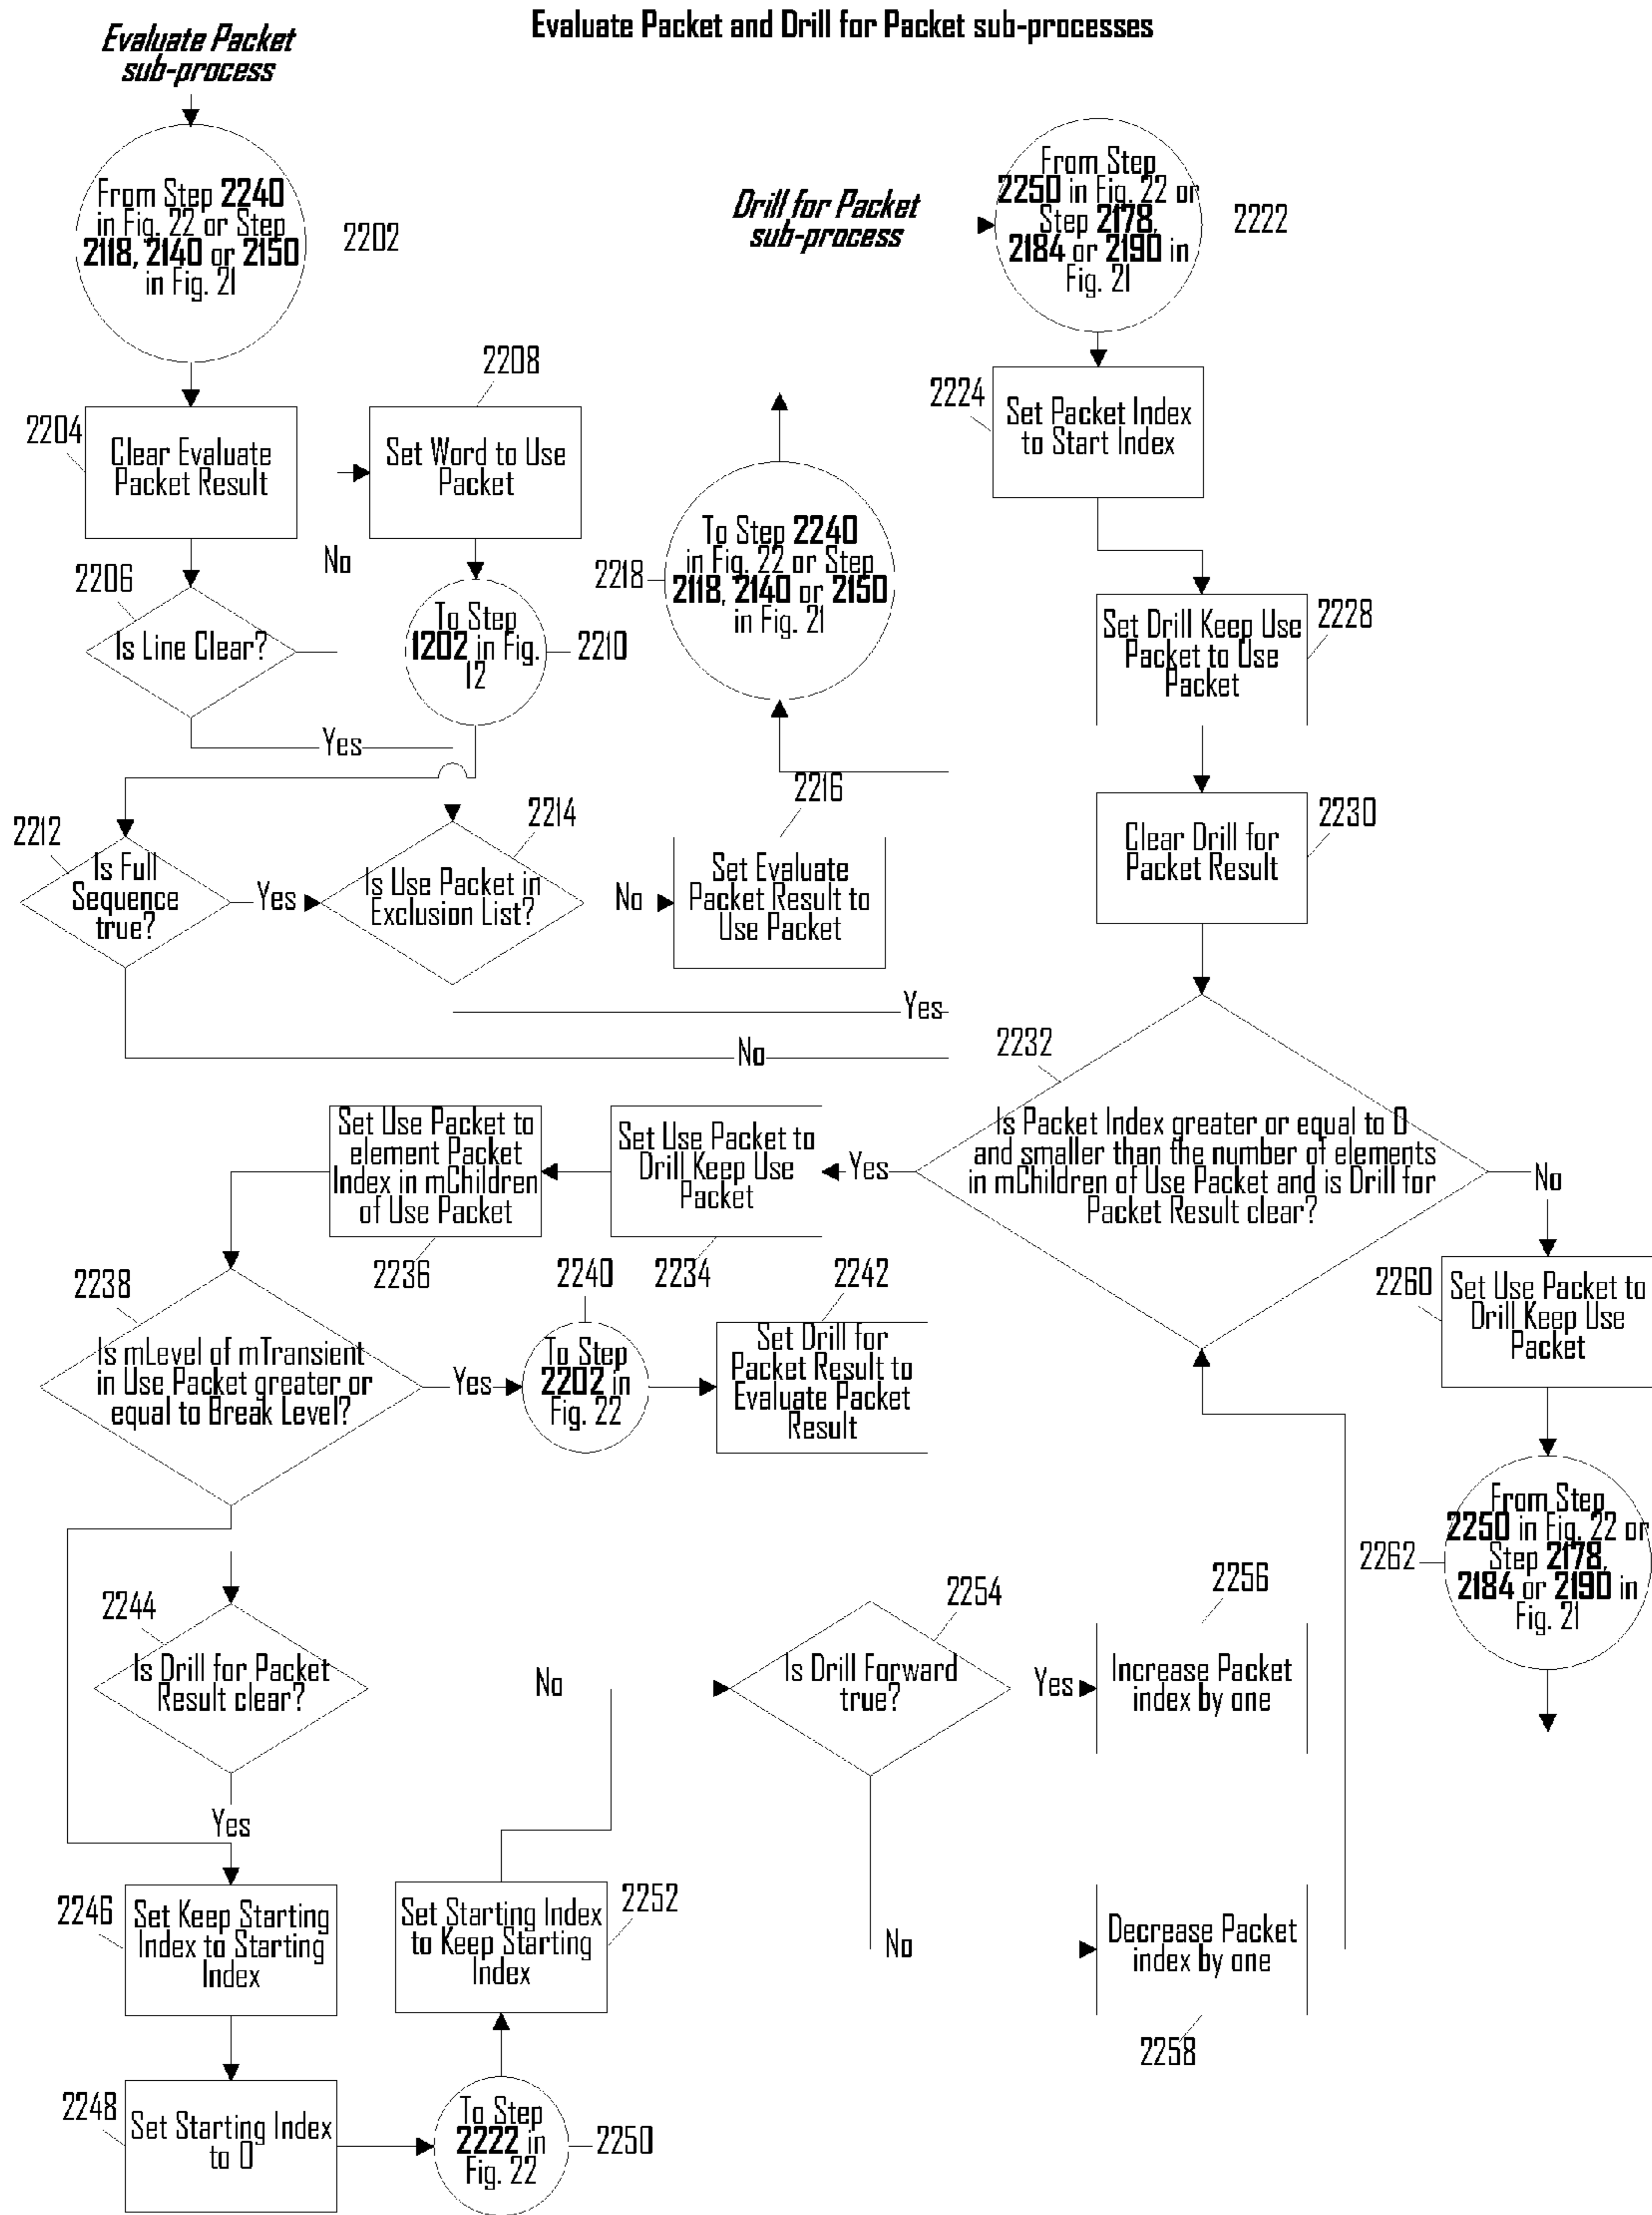 Evaluate Packet and Drill for Packet sub-processes
Evaluate Packet
sub-process
From Step 2240
in Fig. 22 or Step
2118, 2140 or 2150
in Fig. 21
2202
Drill for Packet
sub-process
From Step
2250 in Fig. 22 or
Step 2178,
2184 or 2190 in
Fig. 21
2222
2204
Clear Evaluate
Packet Result
2208
Set Word to Use
Packet
2224
Set Packet Index
to Start Index
2206
Is Line Clear?
No
Yes
To Step
1202 in Fig.
12
2210
2218
To Step 2240
in Fig. 22 or Step
2118, 2140 or 2150
in Fig. 21
Set Drill Keep Use
Packet to Use
Packet
2228
2212
Is Full
Sequence
true?
Yes
2214
Is Use Packet in
Exclusion List?
No
2216
Set Evaluate
Packet Result to
Use Packet
Clear Drill for
Packet Result
2230
Yes
No
2232
Is Packet Index greater or equal to 0
and smaller than the number of elements
in mChildren of Use Packet and is Drill for
Packet Result clear?
Yes
No
Set Use Packet to
Drill Keep Use
Packet
2234
Set Use Packet to
element Packet
Index in mChildren
of Use Packet
2236
2238
Is mLevel of mTransient
in Use Packet greater or
equal to Break Level?
Yes
2240
To Step
2202 in
Fig. 22
2242
Set Drill for
Packet Result to
Evaluate Packet
Result
2260
Set Use Packet to
Drill Keep Use
Packet
2262
From Step
2250 in Fig. 22 or
Step 2178,
2184 or 2190 in
Fig. 21
2244
Is Drill for Packet
Result clear?
No
Yes
2254
Is Drill Forward
true?
Yes
2256
Increase Packet
index by one
2246
Set Keep Starting
Index to Starting
Index
2252
Set Starting Index
to Keep Starting
Index
No
Decrease Packet
index by one
2258
2248
Set Starting Index
to 0
To Step
2222 in
Fig. 22
2250